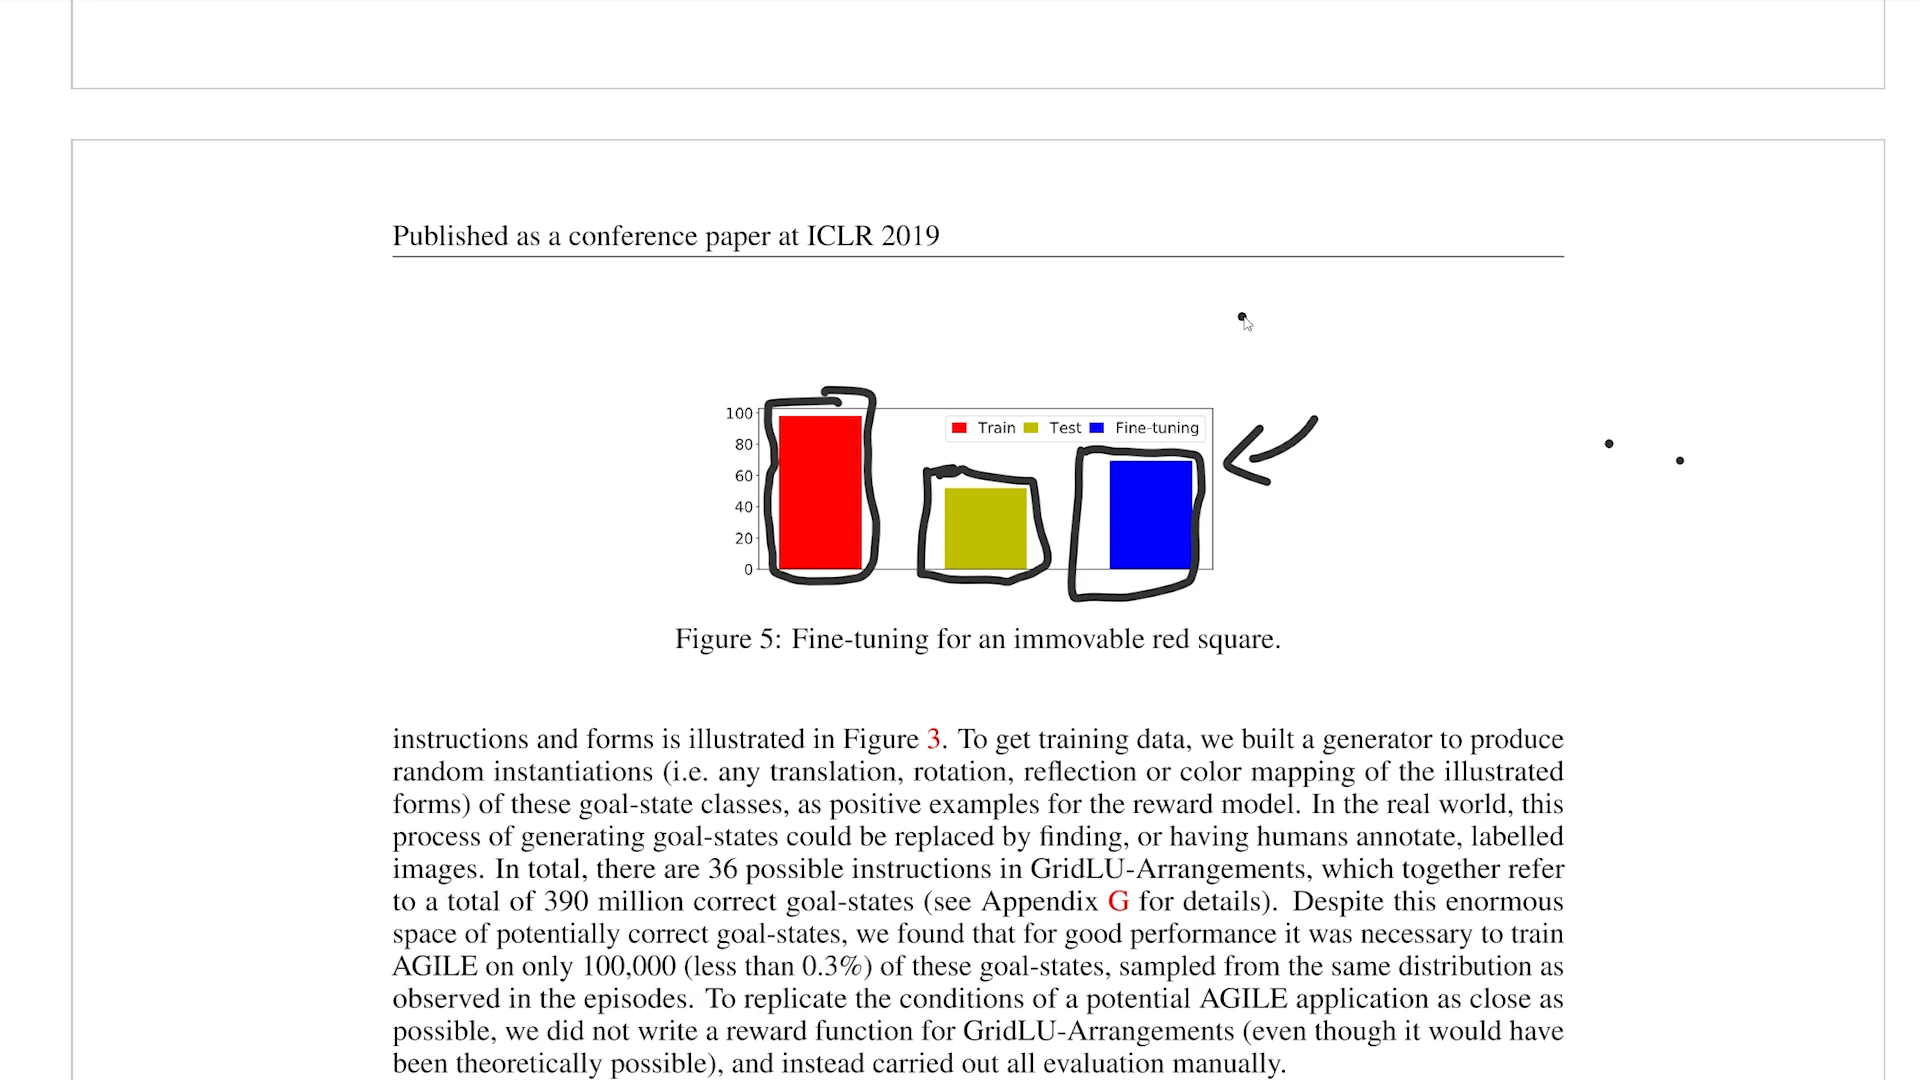 Published as a conference paper at ICLR 2019
100
80
60
40
20
0
Train Test Fine-tuning
Figure 5: Fine-tuning for an immovable red square.
instructions and forms is illustrated in Figure 3. To get training data, we built a generator to produce
random instantiations (i.e. any translation, rotation, reflection or color mapping of the illustrated
forms) of these goal-state classes, as positive examples for the reward model. In the real world, this
process of generating goal-states could be replaced by finding, or having humans annotate, labelled
images. In total, there are 36 possible instructions in GridLU-Arrangements, which together refer
to a total of 390 million correct goal-states (see Appendix G for details). Despite this enormous
space of potentially correct goal-states, we found that for good performance it was necessary to train
AGILE on only 100,000 (less than 0.3%) of these goal-states, sampled from the same distribution as
observed in the episodes. To replicate the conditions of a potential AGILE application as close as
possible, we did not write a reward function for GridLU-Arrangements (even though it would have
been theoretically possible), and instead carried out all evaluation manually.